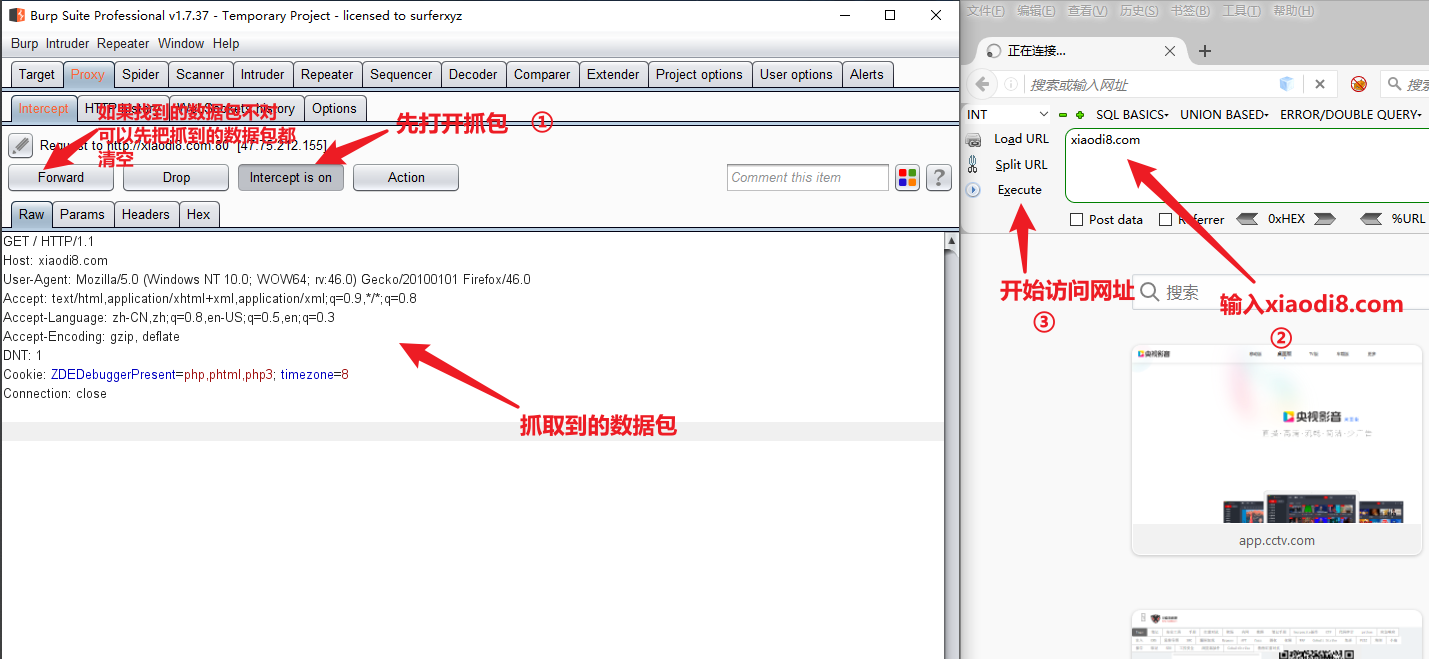 Burp Suite Professional v1.7.37 - Temporary Project - licensed to surferxyz
Burp Intruder Repeater Window Help
Target Proxy Spider Scanner Intruder Repeater Sequencer Decoder Comparer Extender Project options User options Alerts
Intercept HTTP history WebSockets history Options
如果找到的数据包不对
可以先把抓到的数据包都
清空
先打开抓包 ①
Request to http://xiaodi8.com:80 [47.75.212.155]
Forward Drop Intercept is on Action Comment this item ?
Raw Params Headers Hex
GET / HTTP/1.1
Host: xiaodi8.com
User-Agent: Mozilla/5.0 (Windows NT 10.0; WOW64; rv:46.0) Gecko/20100101 Firefox/46.0
Accept: text/html,application/xhtml+xml,application/xml;q=0.9,*/*;q=0.8
Accept-Language: zh-CN,zh;q=0.8,en-US;q=0.5,en;q=0.3
Accept-Encoding: gzip, deflate
DNT: 1
Cookie: ZDEDebuggerPresent=php,phtml,php3; timezone=8
Connection: close
抓取到的数据包
文件(F) 编辑(E) 查看(V) 历史(S) 书签(B) 工具(T) 帮助(H)
正在连接...
搜索或输入网址 搜索
INT SQL BASICS UNION BASED ERROR/DOUBLE QUERY
Load URL xiaodi8.com
Split URL
Execute
Post data Referrer 0xHEX %URL
开始访问网址
③
搜索
输入xiaodi8.com
②
央视影音
央视影音
app.cctv.com